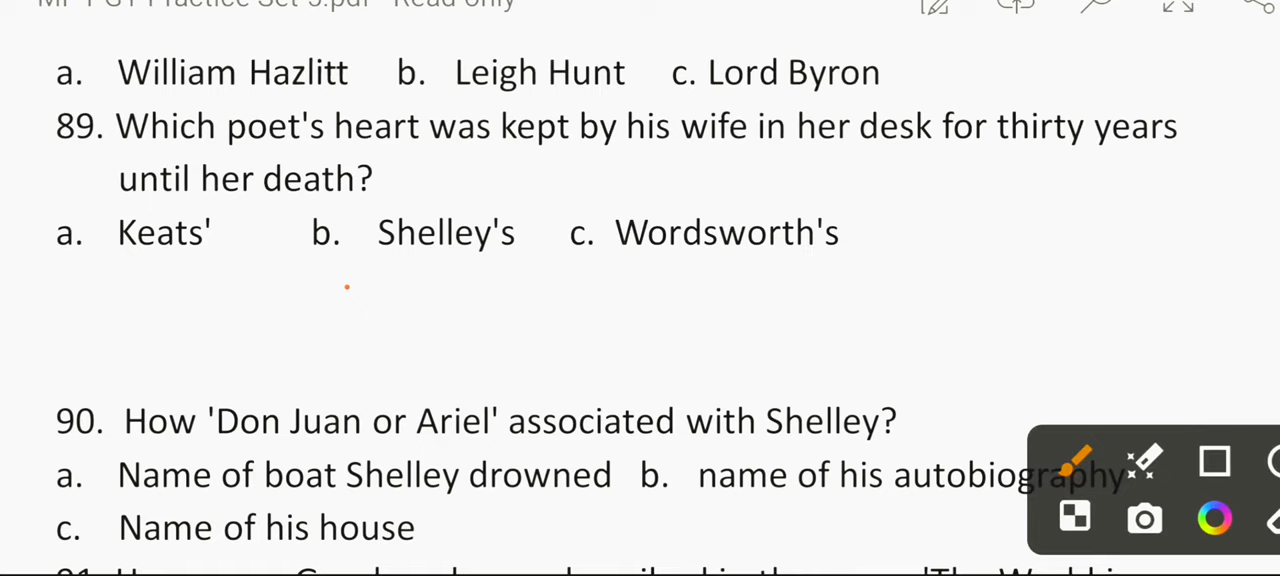 a. William Hazlitt b. Leigh Hunt c. Lord Byron
89. Which poet's heart was kept by his wife in her desk for thirty years
until her death?
a. Keats' b. Shelley's c. Wordsworth's
90. How 'Don Juan or Ariel' associated with Shelley?
a. Name of boat Shelley drowned b. name of his autobiography
c. Name of his house